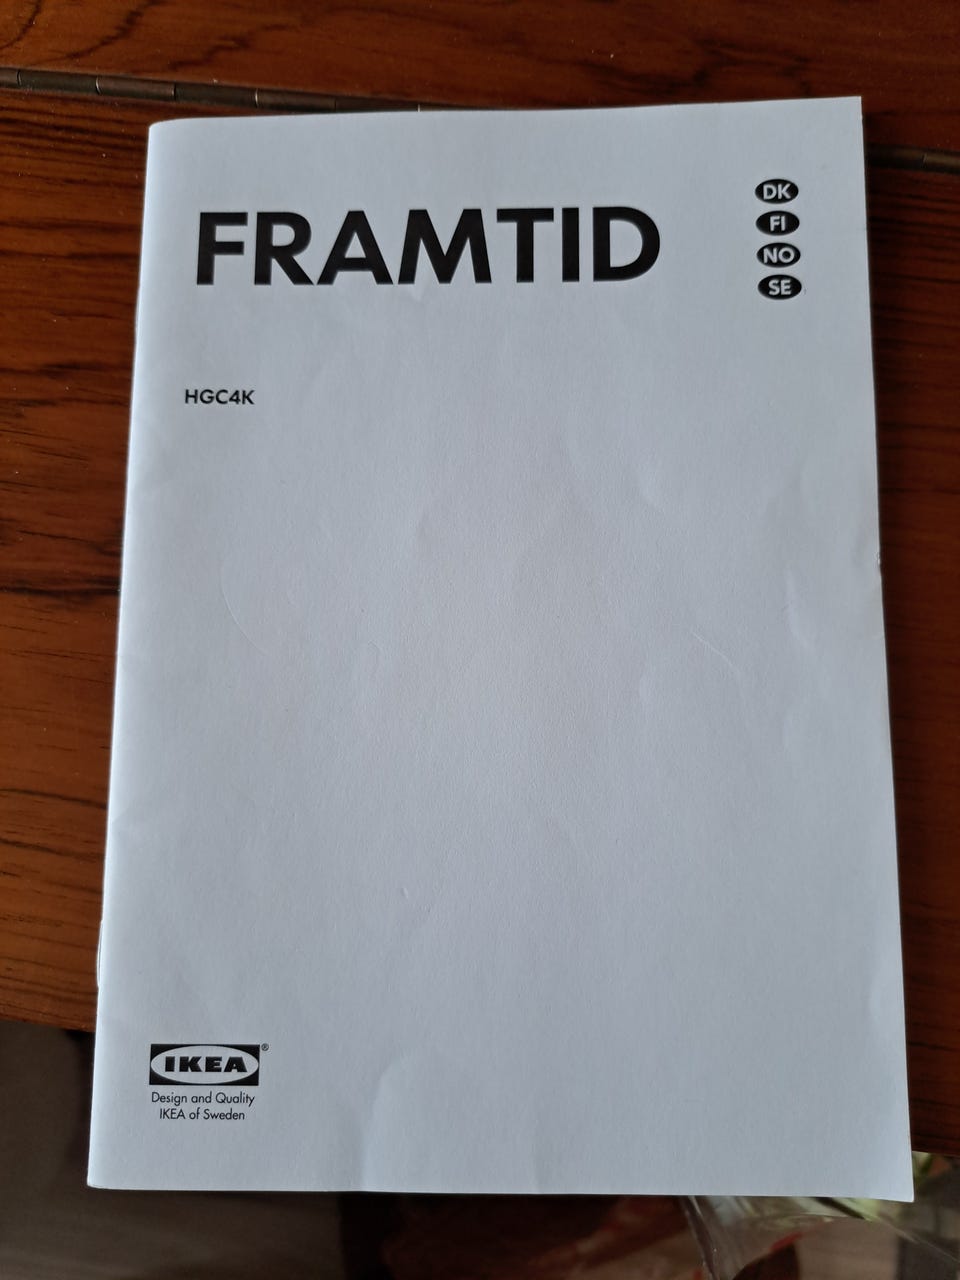 FRAMTID
DK
FI
NO
SE
HGC4K
IKEA®
Design and Quality
IKEA of Sweden